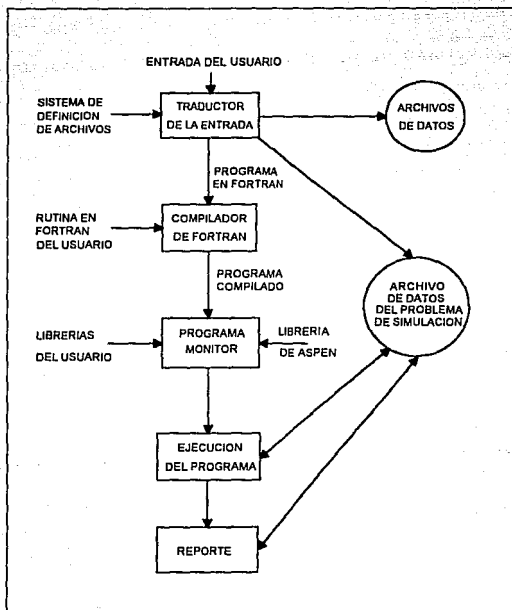 ENTRADA DEL USUARIO
SISTEMA DE
DEFINICION
DE ARCHIVOS
TRADUCTOR
DE LA ENTRADA
ARCHIVOS
DE DATOS
PROGRAMA
EN FORTRAN
RUTINA EN
FORTRAN
DEL USUARIO
COMPILADOR
DE FORTRAN
PROGRAMA
COMPILADO
ARCHIVO
DE DATOS
DEL PROBLEMA
DE SIMULACION
LIBRERIAS
DEL USUARIO
PROGRAMA
MONITOR
LIBRERIA
DE ASPEN
EJECUCION
DEL PROGRAMA
REPORTE